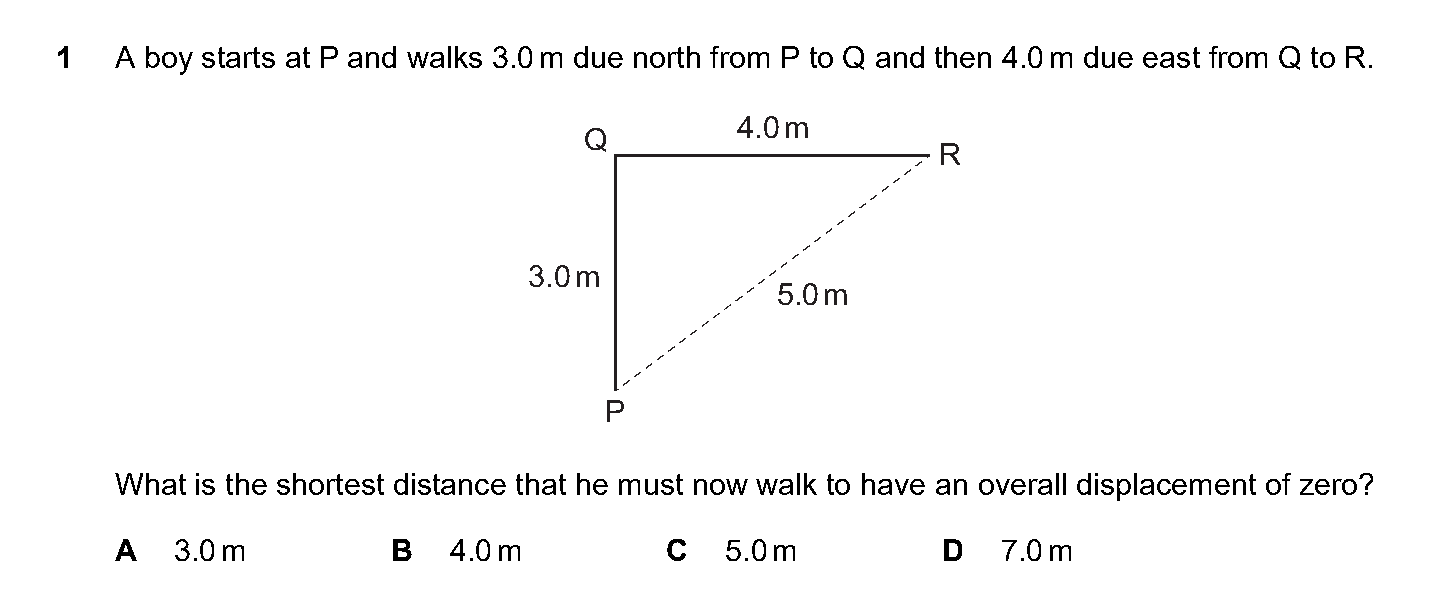 1 A boy starts at P and walks 3.0 m due north from P to Q and then 4.0 m due east from Q to R.
4.0 m
Q
R
3.0 m
5.0 m
P
What is the shortest distance that he must now walk to have an overall displacement of zero?
A 3.0 m B 4.0 m C 5.0 m D 7.0 m